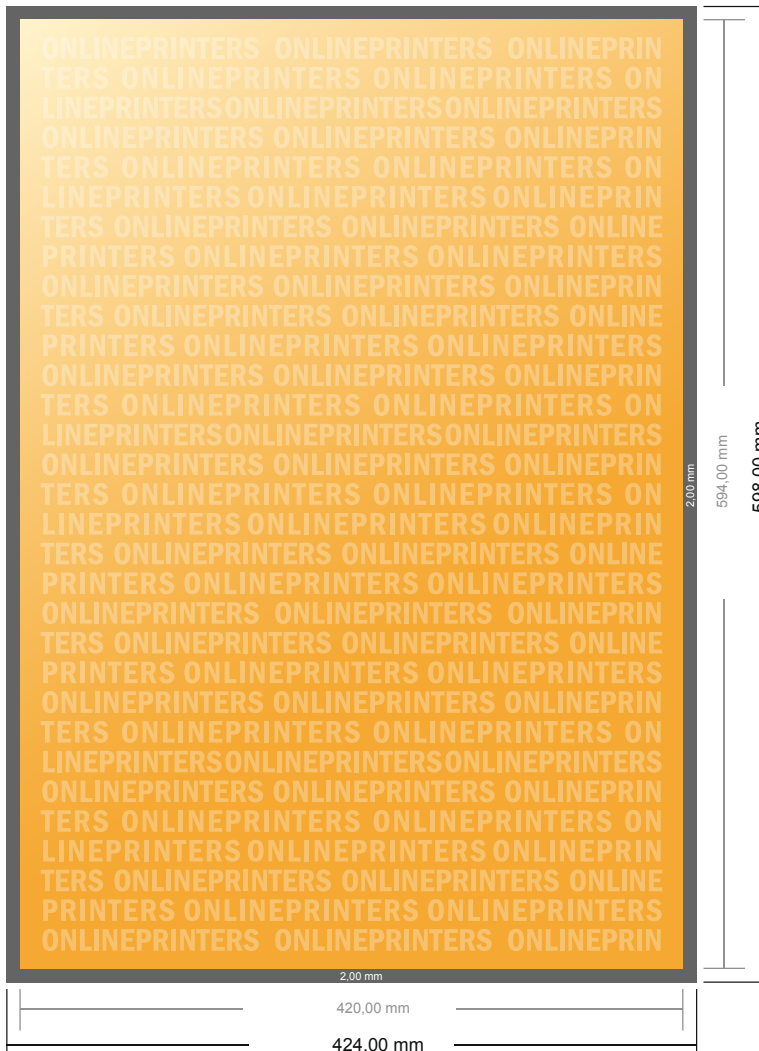 ONLINEPRINTERS ONLINEPRINTERS ONLINEPRIN
TERS ONLINEPRINTERS ONLINEPRINTERS ON
LINEPRINTERSONLINEPRINTERSONLINEPRINTERS
ONLINEPRINTERS ONLINEPRINTERS ONLINEPRIN
TERS ONLINEPRINTERS ONLINEPRINTERS ON
LINEPRINTERS ONLINEPRINTERS ONLINEPRIN
TERS ONLINEPRINTERS ONLINEPRINTERS ONLINE
PRINTERS ONLINEPRINTERS ONLINEPRINTERS
ONLINEPRINTERS ONLINEPRINTERS ONLINEPRIN
TERS ONLINEPRINTERS ONLINEPRINTERS ONLINE
PRINTERS ONLINEPRINTERS ONLINEPRINTERS
ONLINEPRINTERS ONLINEPRINTERS ONLINEPRIN
TERS ONLINEPRINTERS ONLINEPRINTERS ON
LINEPRINTERSONLINEPRINTERSONLINEPRINTERS
ONLINEPRINTERS ONLINEPRINTERS ONLINEPRIN
TERS ONLINEPRINTERS ONLINEPRINTERS ON
LINEPRINTERS ONLINEPRINTERS ONLINEPRIN
TERS ONLINEPRINTERS ONLINEPRINTERS ONLINE
PRINTERS ONLINEPRINTERS ONLINEPRINTERS
ONLINEPRINTERS ONLINEPRINTERS ONLINEPRIN
TERS ONLINEPRINTERS ONLINEPRINTERS ONLINE
PRINTERS ONLINEPRINTERS ONLINEPRINTERS
ONLINEPRINTERS ONLINEPRINTERS ONLINEPRIN
TERS ONLINEPRINTERS ONLINEPRINTERS ON
LINEPRINTERSONLINEPRINTERSONLINEPRINTERS
ONLINEPRINTERS ONLINEPRINTERS ONLINEPRIN
TERS ONLINEPRINTERS ONLINEPRINTERS ON
LINEPRINTERS ONLINEPRINTERS ONLINEPRIN
TERS ONLINEPRINTERS ONLINEPRINTERS ONLINE
PRINTERS ONLINEPRINTERS ONLINEPRINTERS
ONLINEPRINTERS ONLINEPRINTERS ONLINEPRIN
2,00 mm
594,00 mm
598,00 mm
2,00 mm
420,00 mm
424,00 mm